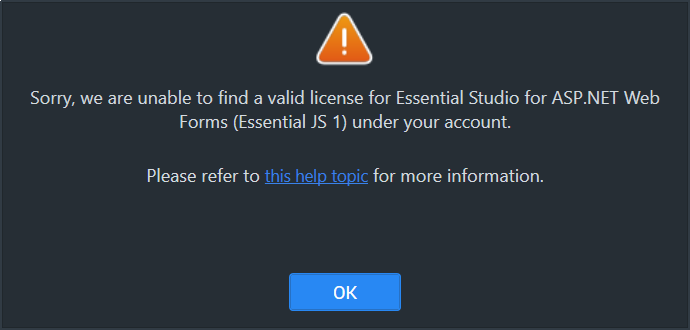 Sorry, we are unable to find a valid license for Essential Studio for ASP.NET Web
Forms (Essential JS 1) under your account.
Please refer to this help topic for more information.
OK